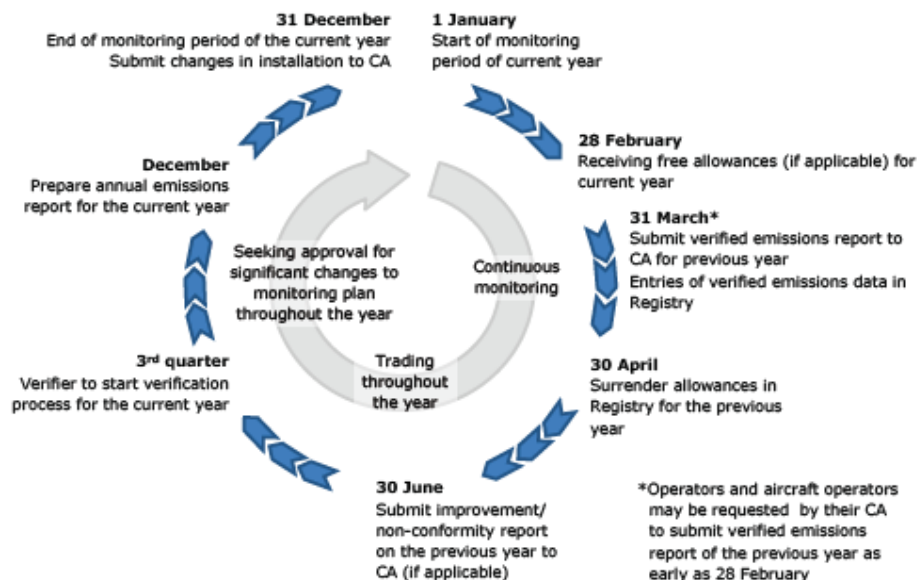 31 December
End of monitoring period of the current year
Submit changes in installation to CA
1 January
Start of monitoring
period of current year
28 February
Receiving free allowances (if applicable) for
current year
31 March*
Submit verified emissions report to
CA for previous year
Entries of verified emissions data in
Registry
30 April
Surrender allowances in
Registry for the previous
year
30 June
Submit improvement/
non-conformity report
on the previous year to
CA (if applicable)
3rd quarter
Verifier to start verification
process for the current year
December
Prepare annual emissions
report for the current year
Seeking approval for
significant changes to
monitoring plan
throughout the year
Continuous
monitoring
Trading
throughout
the year
*Operators and aircraft operators
may be requested by their CA
to submit verified emissions
report of the previous year as
early as 28 February